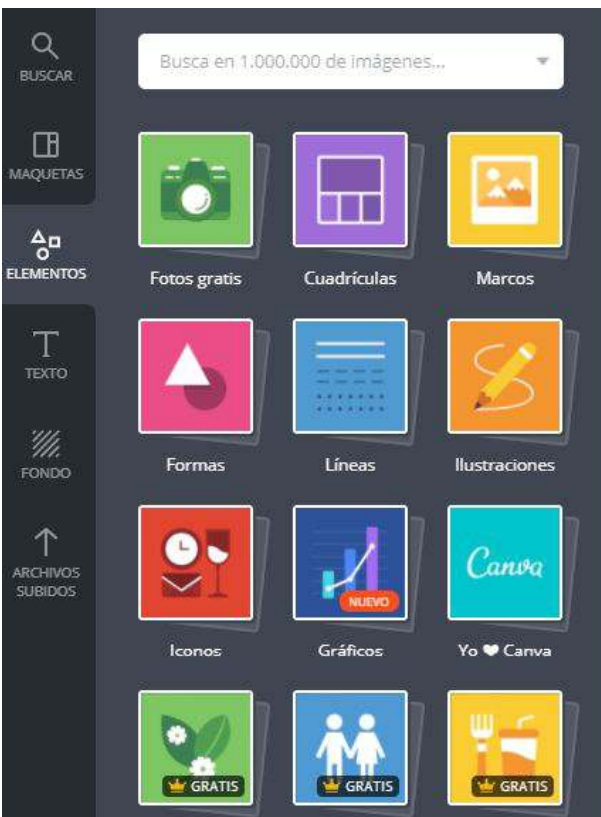 BUSCAR
MAQUETAS
ELEMENTOS
TEXTO
FONDO
ARCHIVOS
SUBIDOS
Busca en 1.000.000 de imágenes...
Fotos gratis
Cuadrículas
Marcos
Formas
Líneas
Ilustraciones
NUEVO
Canva
Iconos
Gráficos
Yo ❤ Canva
GRATIS
GRATIS
GRATIS